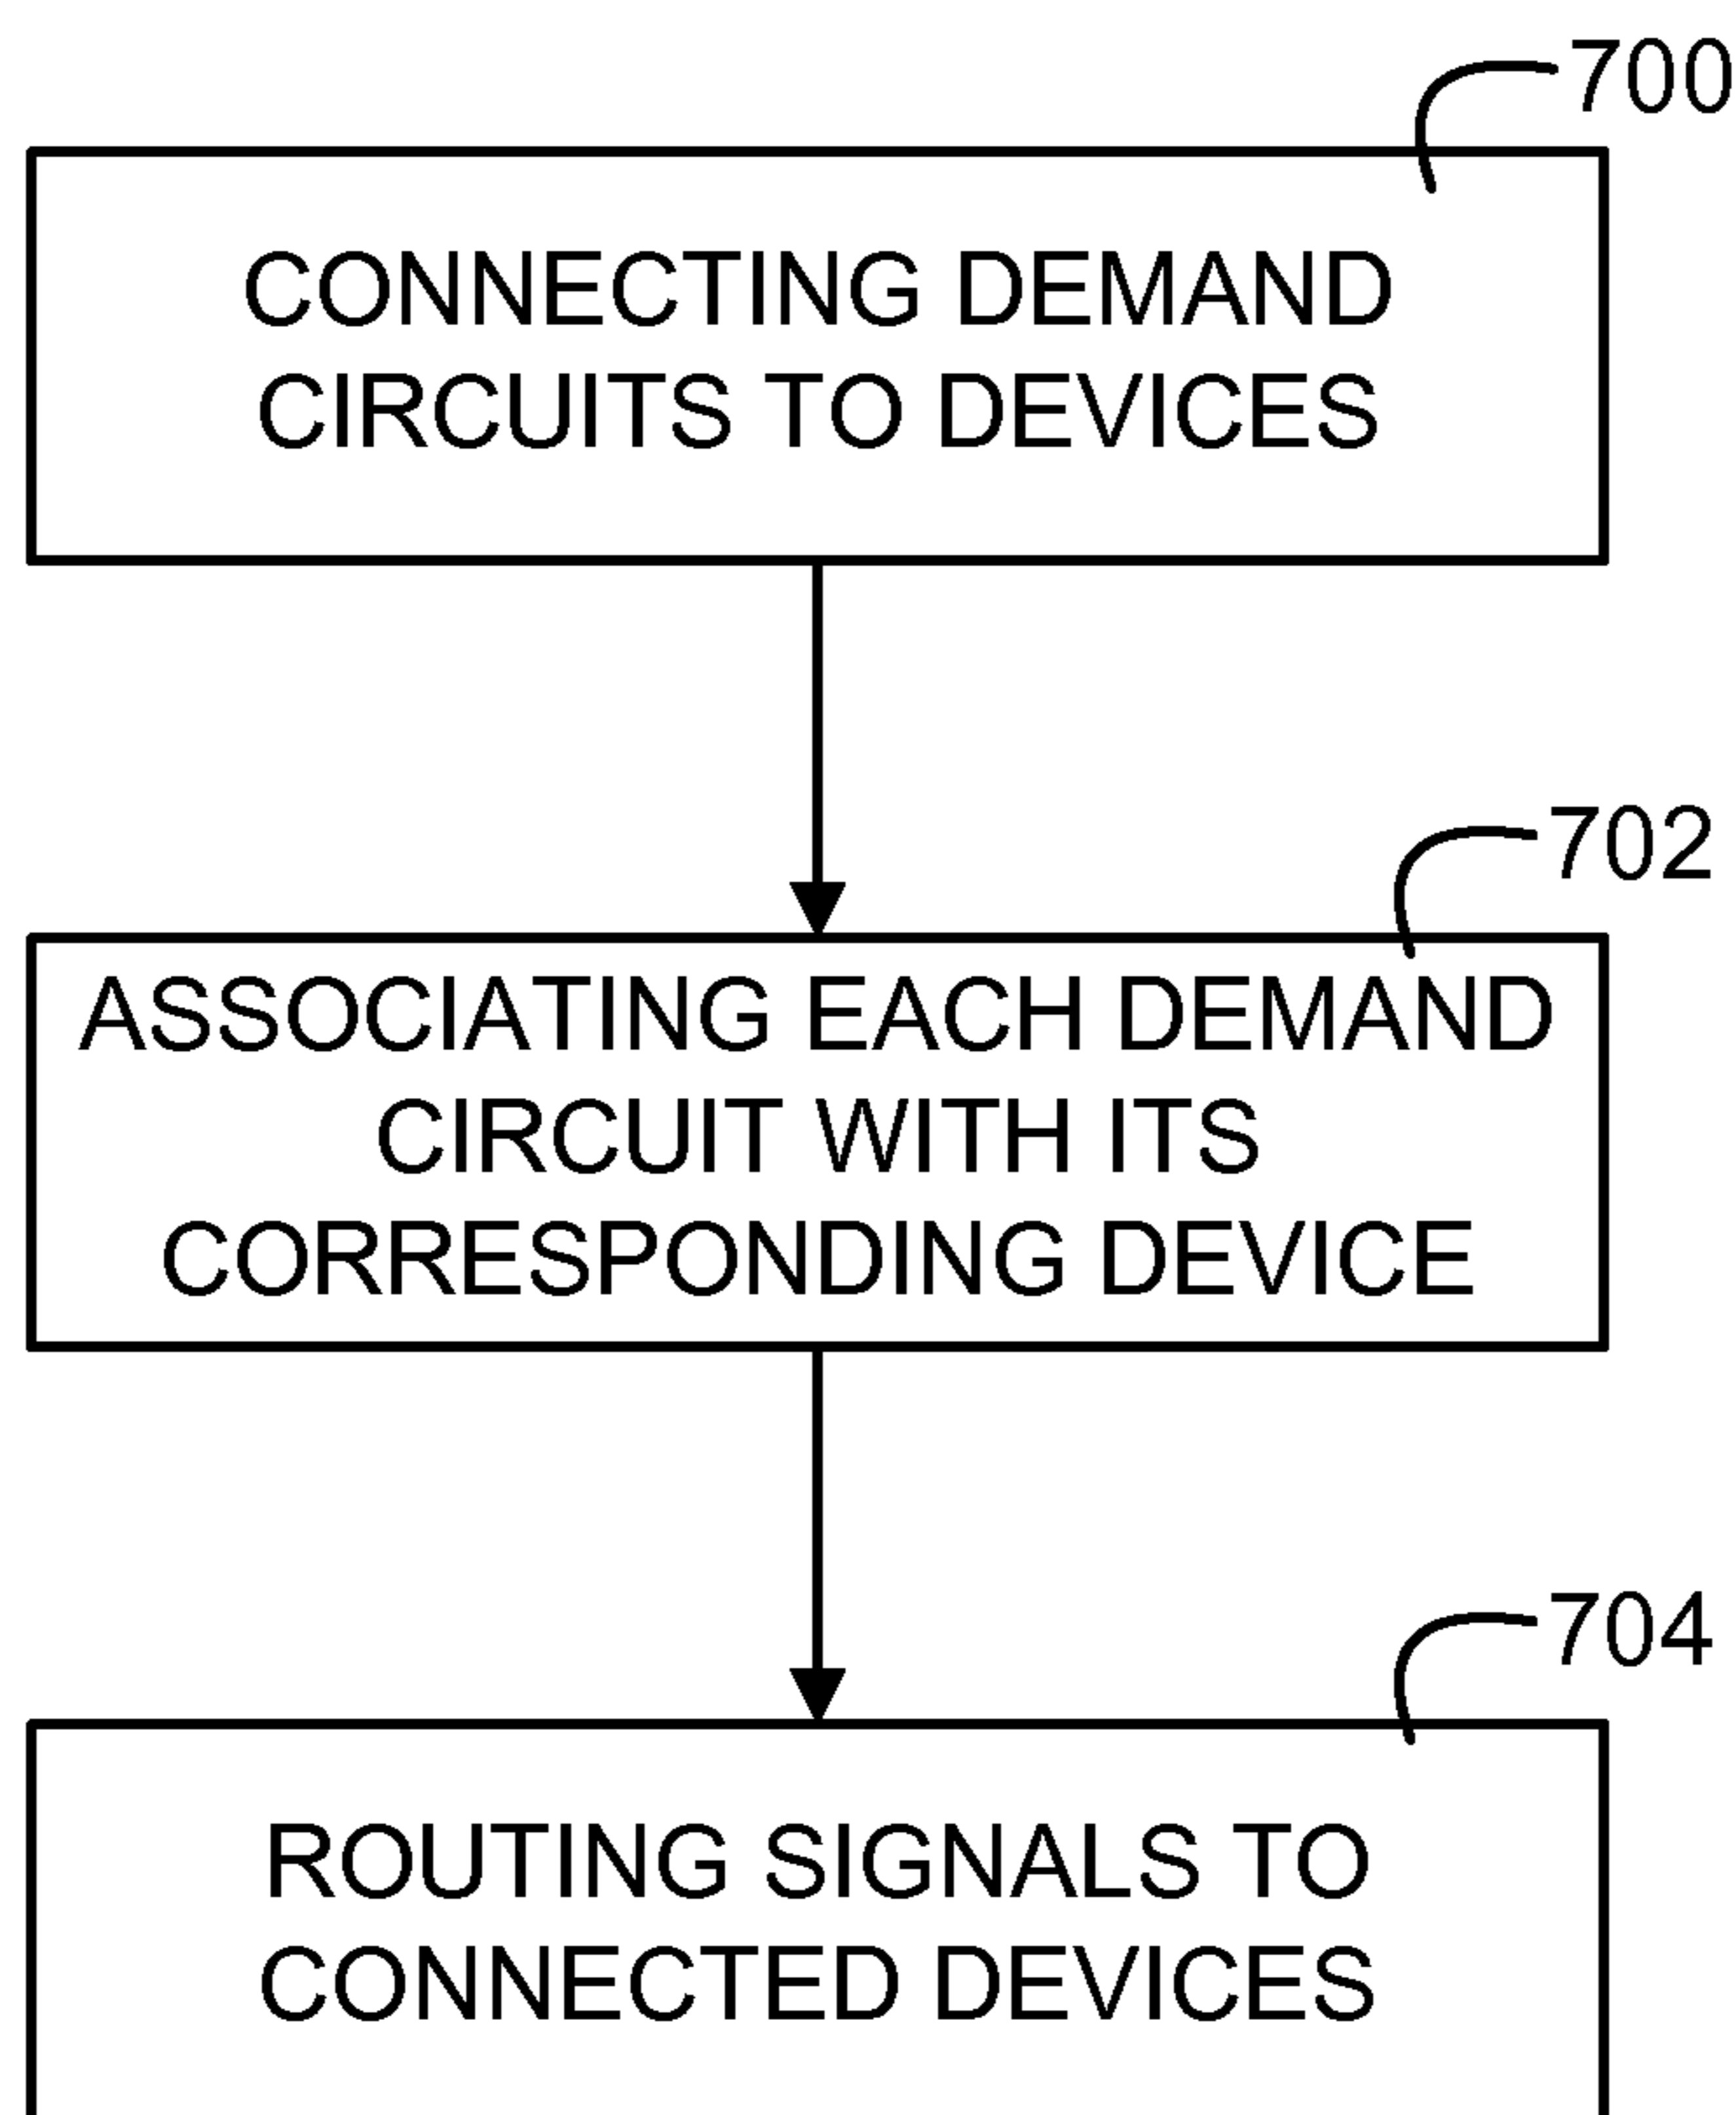 700
CONNECTING DEMAND
CIRCUITS TO DEVICES
702
ASSOCIATING EACH DEMAND
CIRCUIT WITH ITS
CORRESPONDING DEVICE
704
ROUTING SIGNALS TO
CONNECTED DEVICES